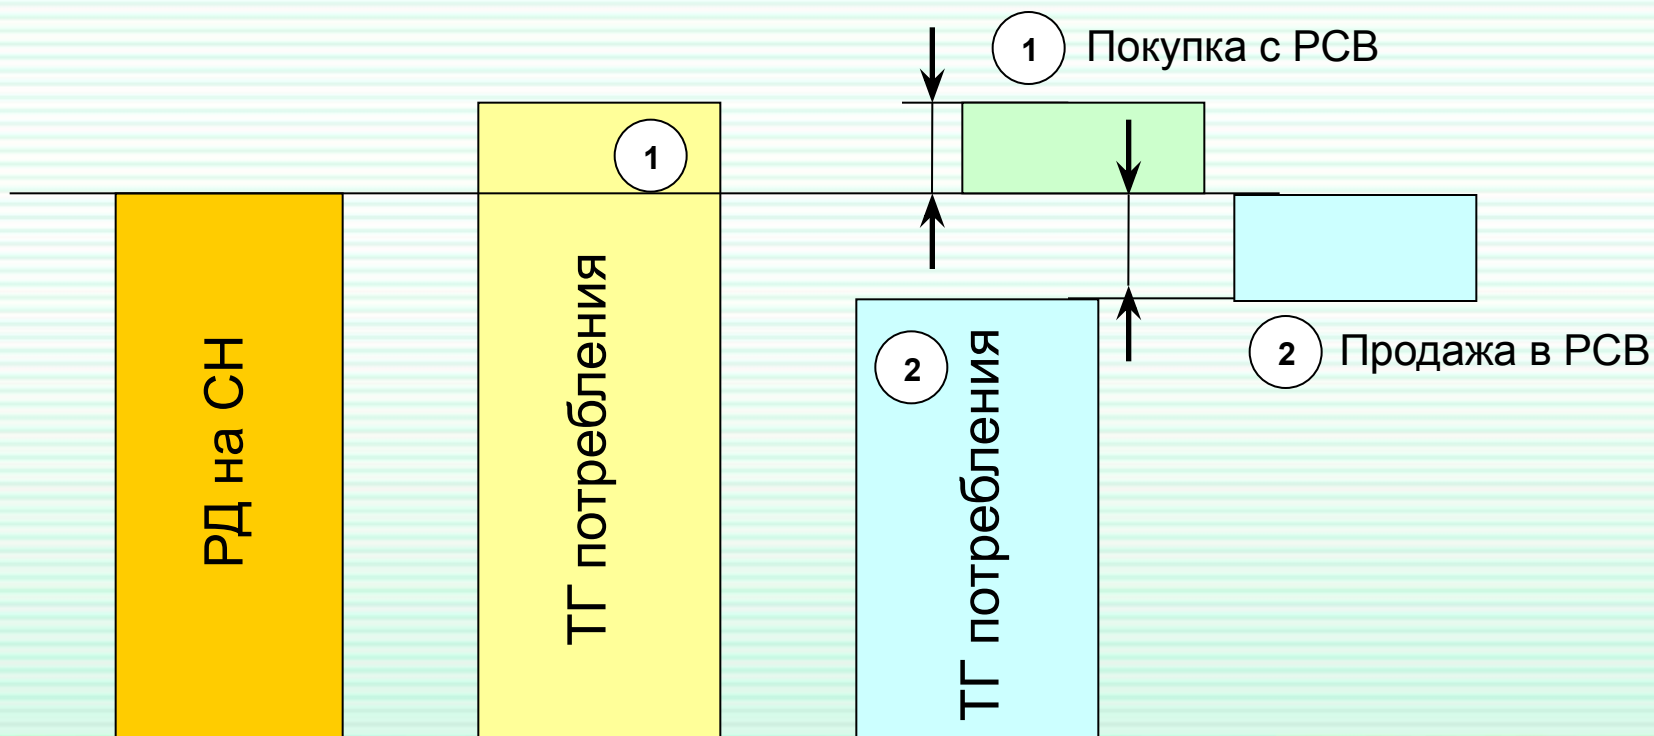 1 Покупка с РСВ
1
РД на СН
ТГ потребления
2
ТГ потребления
2 Продажа в РСВ